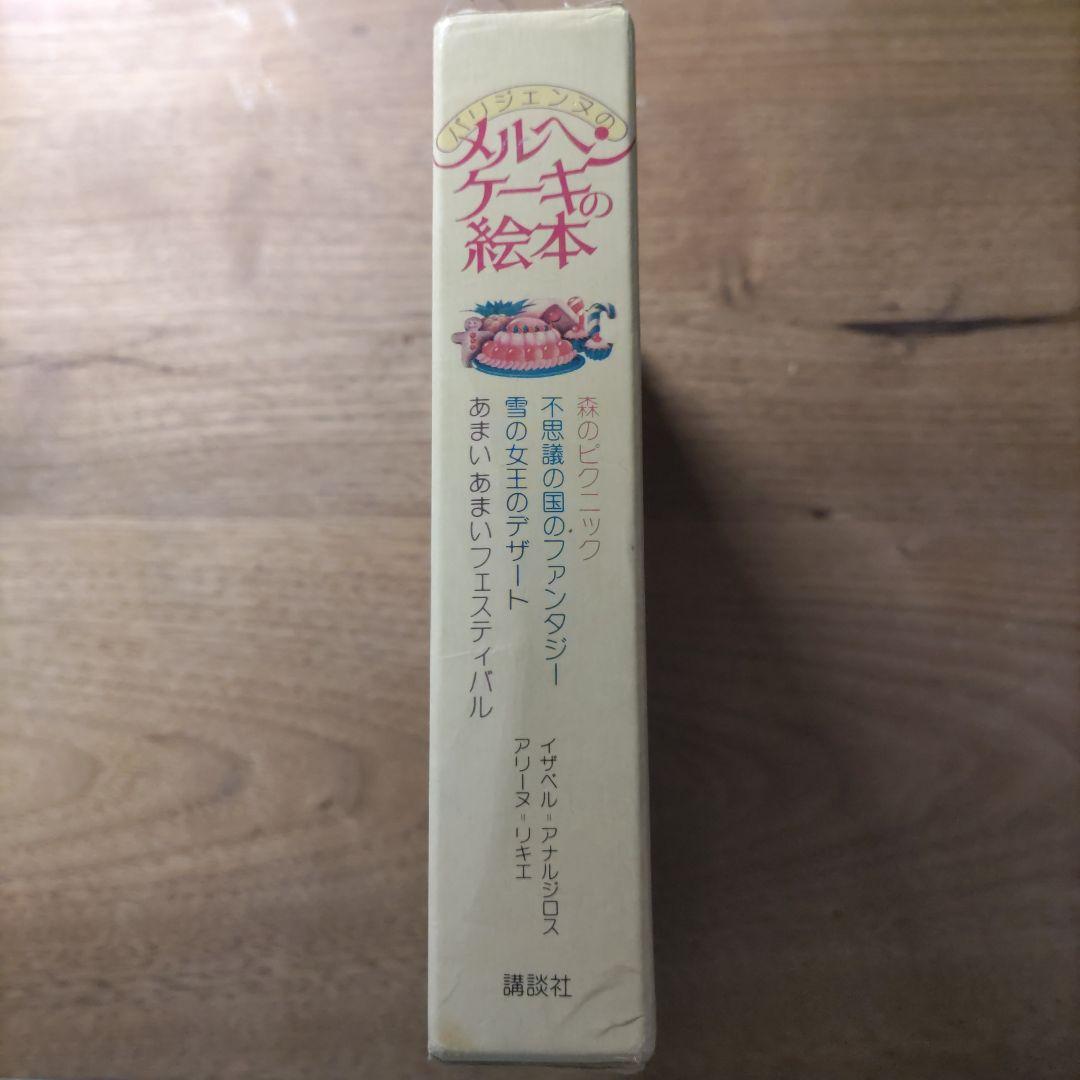 パリジェンヌの
メルヘン
ケーキの
絵本
森のピクニック
不思議の国のファンタジー
雪の女王のデザート
あまいあまいフェスティバル
イザベル＝アナルジロス
アリーヌ＝リキエ
講談社